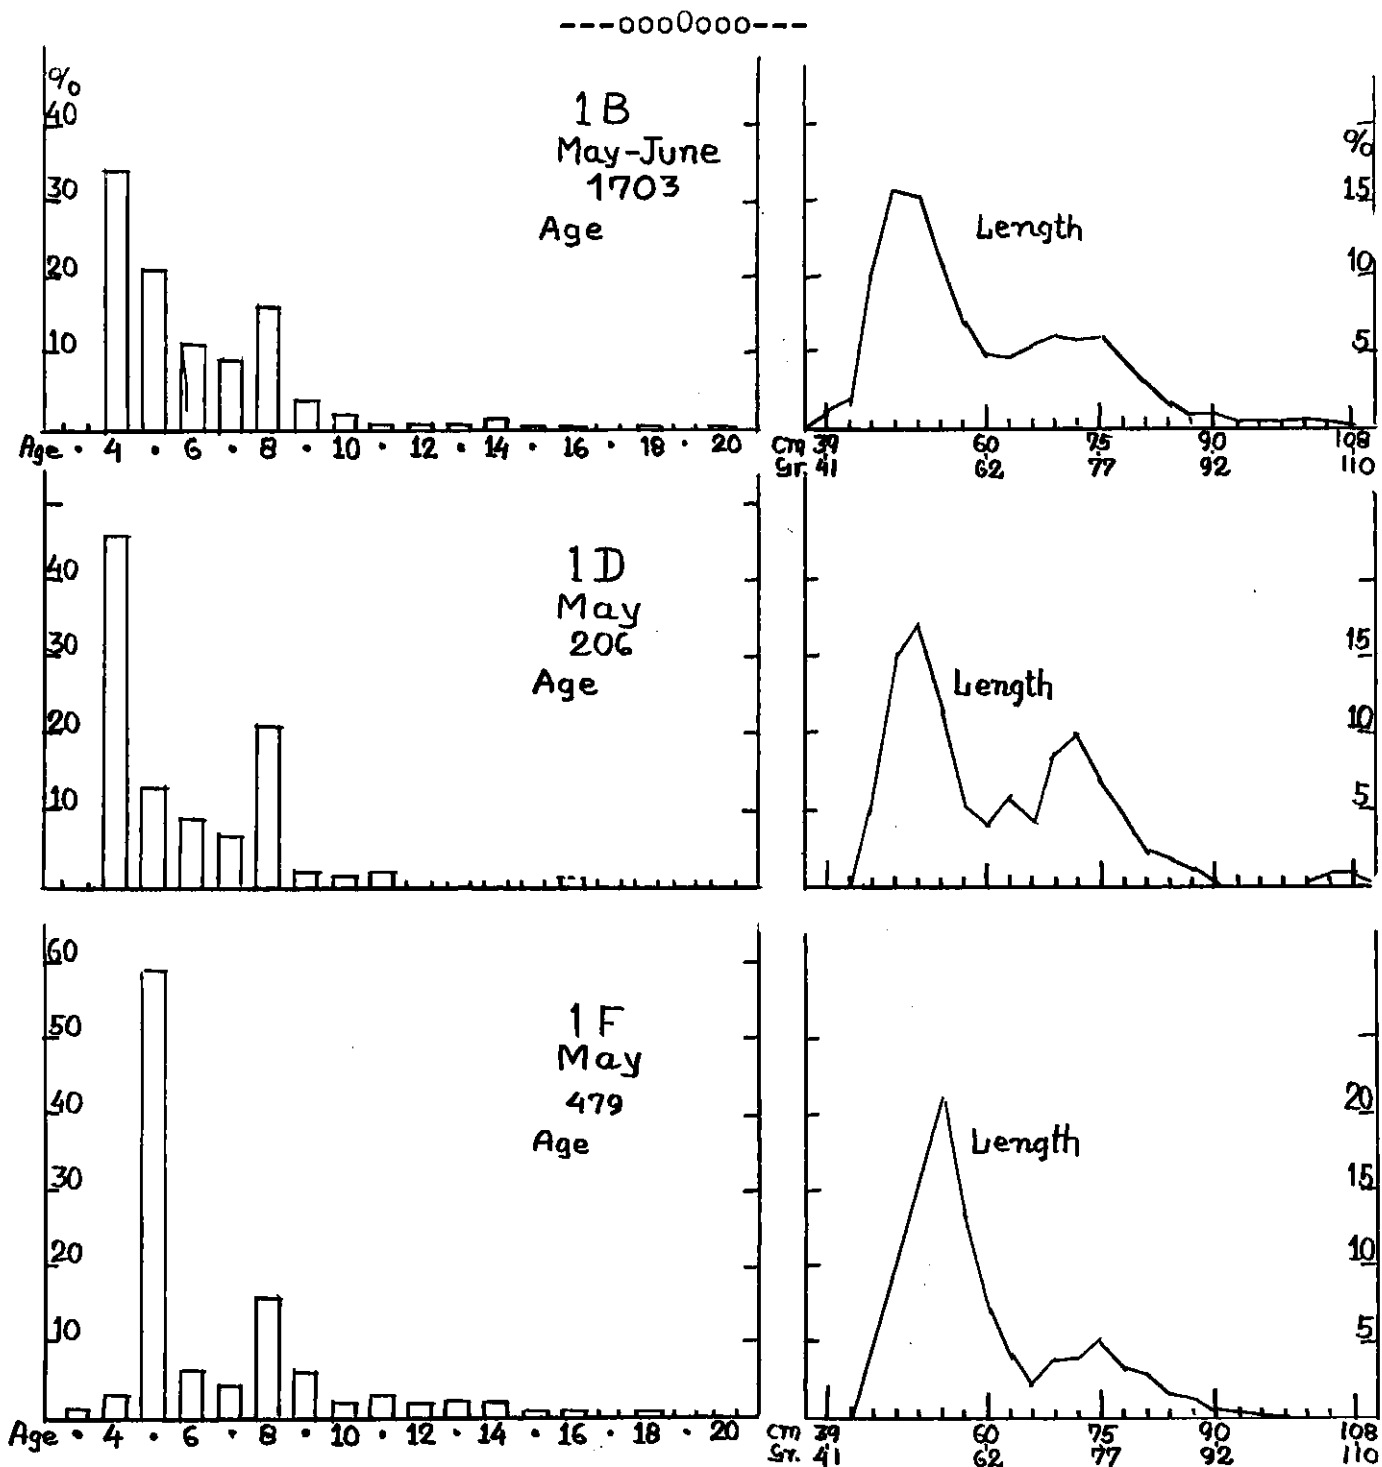 ---oooOooo---
%
40
30
20
10
1B
May-June
1703
Age
Length
%
15
10
5
Age · 4 · 6 · 8 · 10 · 12 · 14 · 16 · 18 · 20
Cm 39 60 75 90 108
Gr. 41 62 77 92 110
40
30
20
10
1D
May
206
Age
Length
15
10
5
60
50
40
30
20
10
1F
May
479
Age
Length
20
15
10
5
Age · 4 · 6 · 8 · 10 · 12 · 14 · 16 · 18 · 20
Cm 39 60 75 90 108
Gr. 41 62 77 92 110